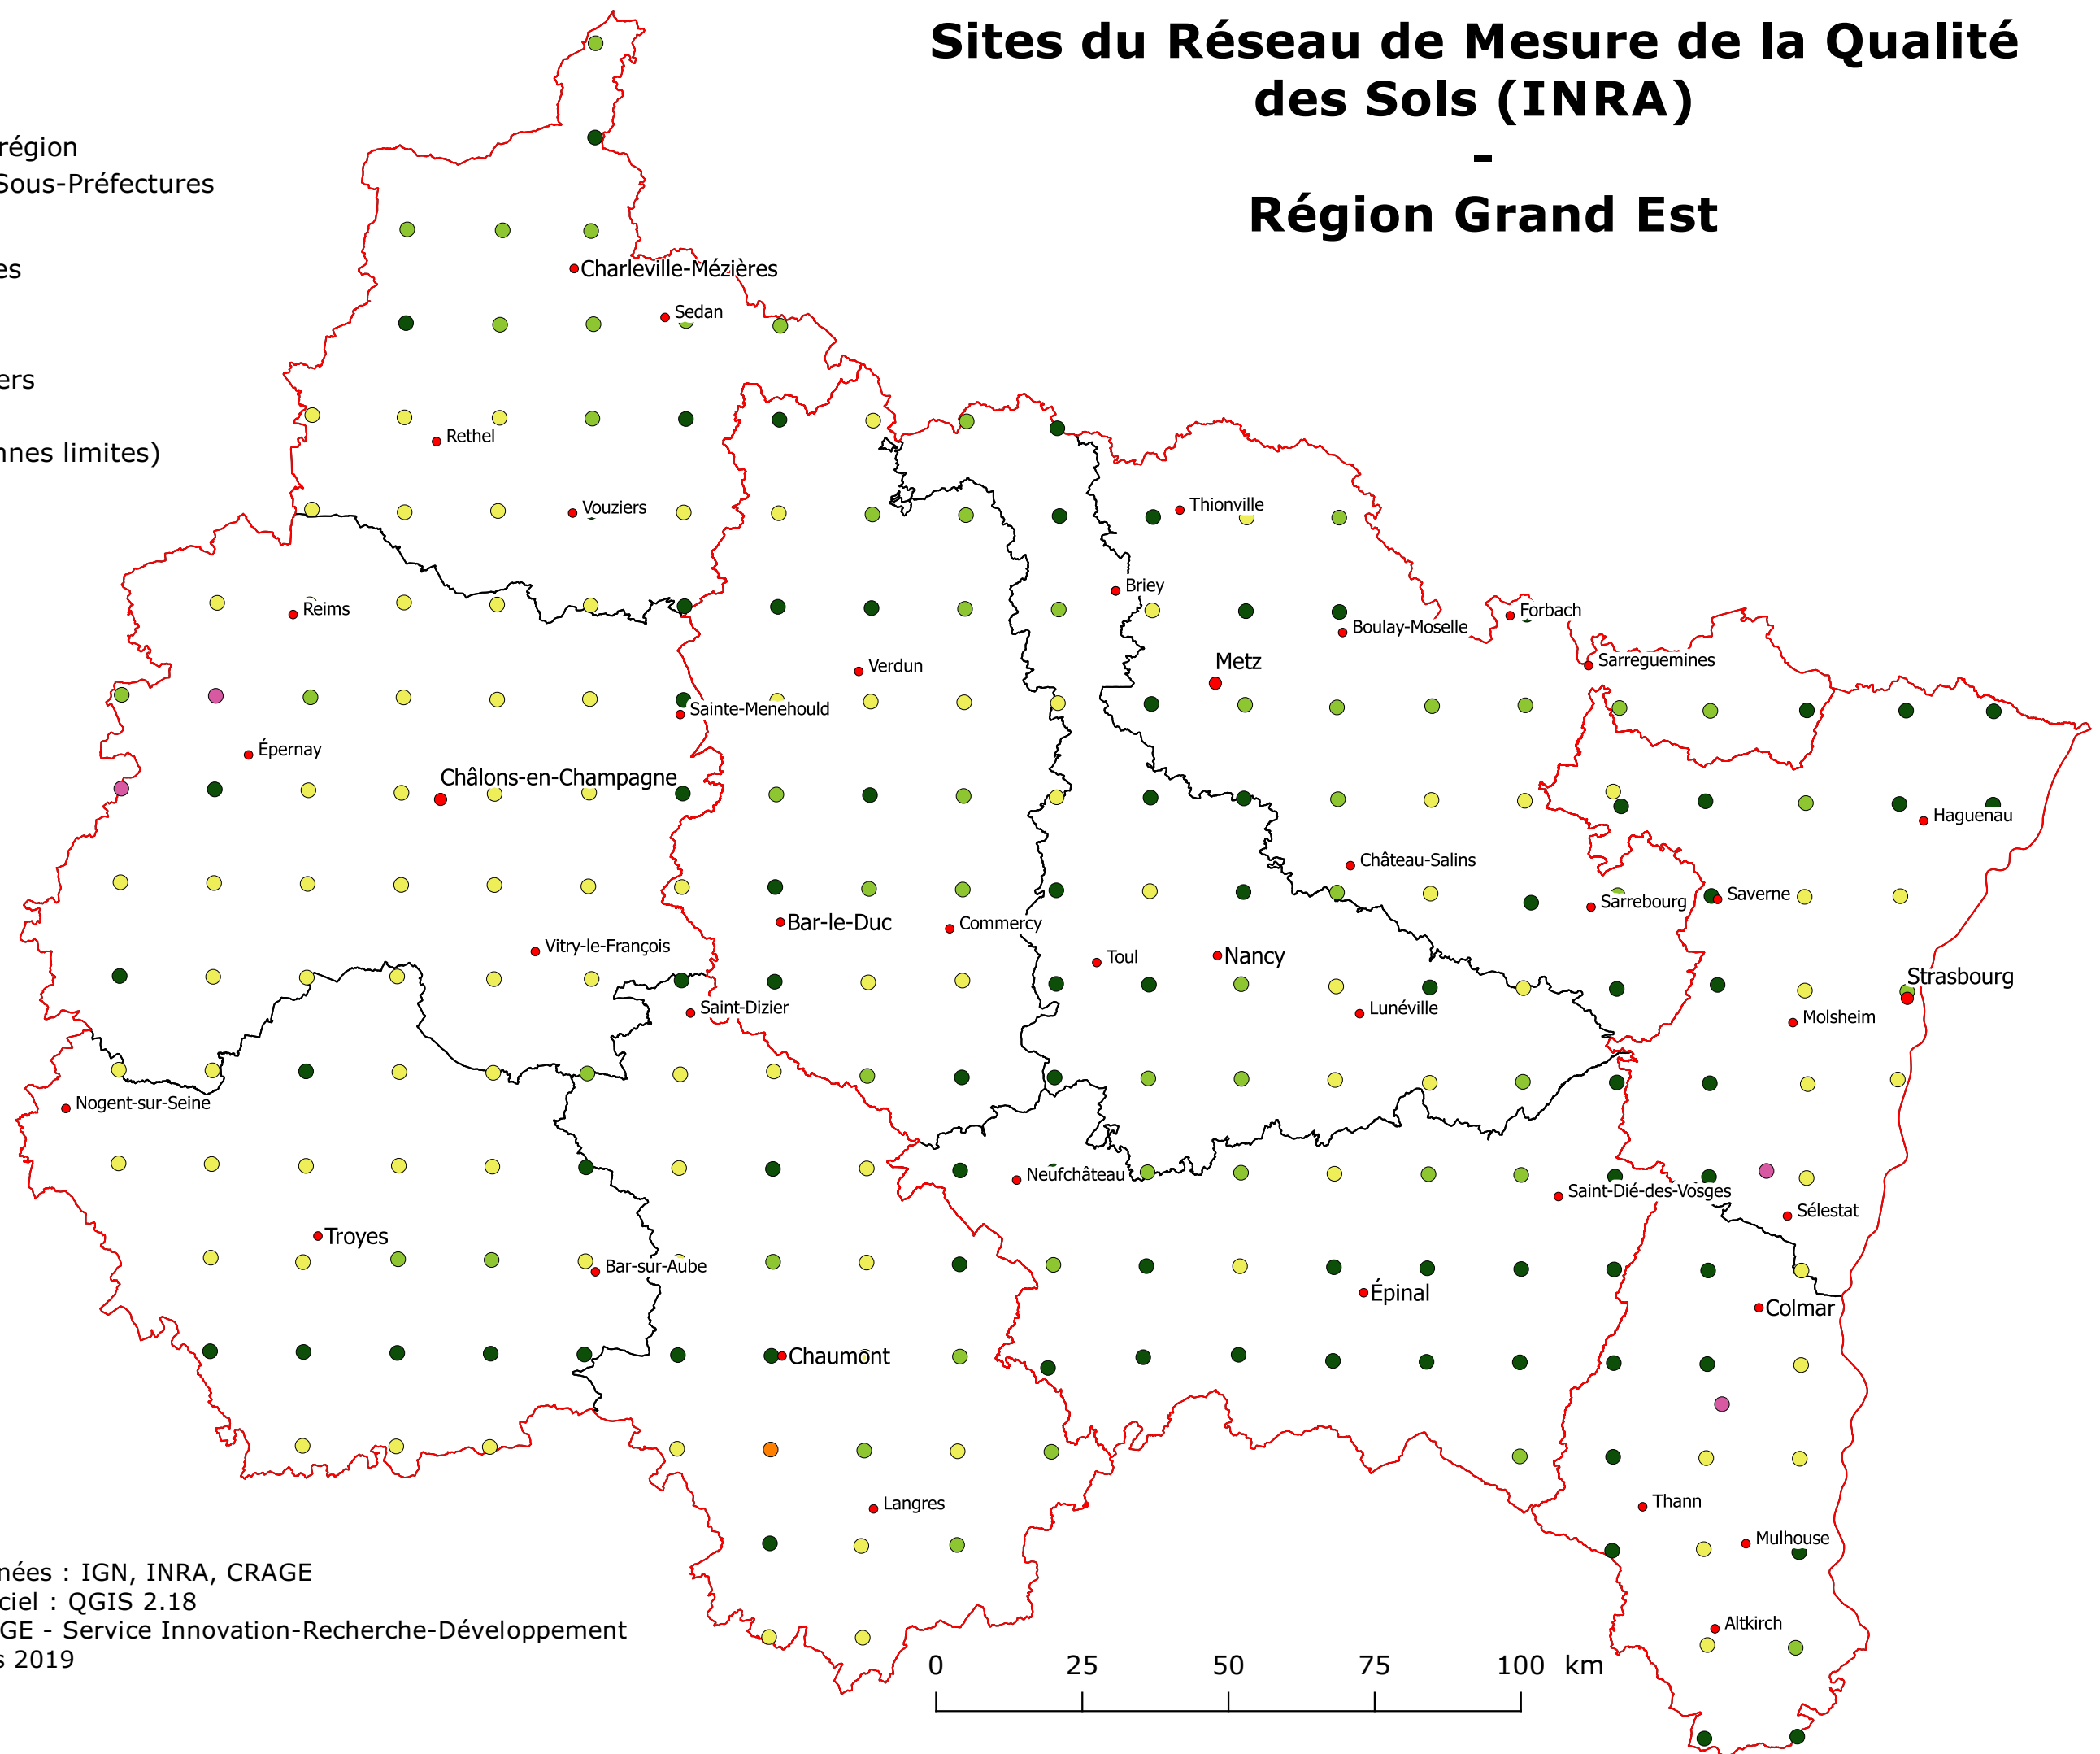 Sites du Réseau de Mesure de la Qualité
des Sols (INRA)
-
Région Grand Est
région
Sous-Préfectures
es
ers
nnes limites)
Charleville-Mézières
Sedan
Rethel
Vouziers
Thionville
Briey
Reims
Forbach
Boulay-Moselle
Verdun
Metz
Sarreguemines
Sainte-Menehould
Épernay
Châlons-en-Champagne
Haguenau
Château-Salins
Saverne
Sarrebourg
Bar-le-Duc
Commercy
Vitry-le-François
Toul
Nancy
Strasbourg
Saint-Dizier
Lunéville
Molsheim
Nogent-sur-Seine
Neufchâteau
Saint-Dié-des-Vosges
Sélestat
Troyes
Bar-sur-Aube
Épinal
Colmar
Chaumont
Langres
Thann
Mulhouse
Altkirch
nées : IGN, INRA, CRAGE
ciel : QGIS 2.18
GE - Service Innovation-Recherche-Développement
s 2019
0 25 50 75 100 km